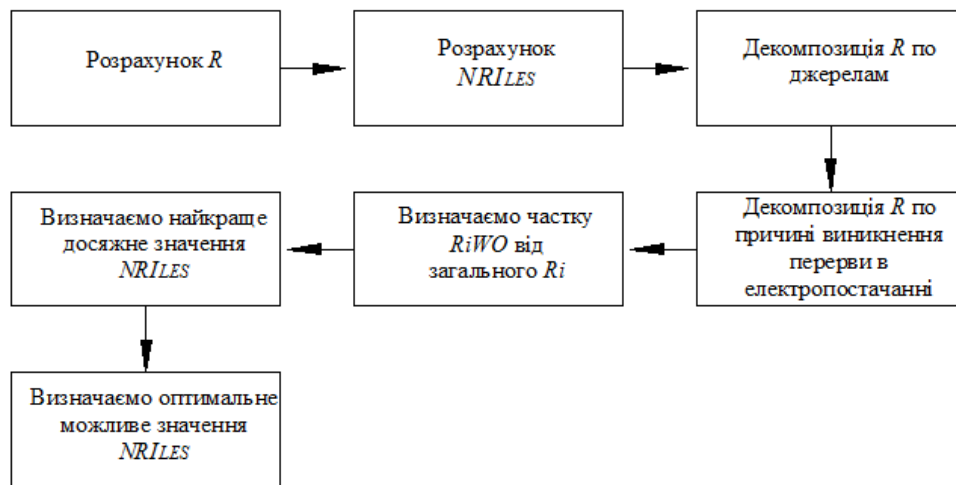 Розрахунок R
Розрахунок
NRILES
Декомпозиція R по
джерелам
Декомпозиція R по
причині виникнення
перерви в
електропостачанні
Визначаємо частку
RiWO від
загального Ri
Визначаємо найкраще
досяжне значення
NRILES
Визначаємо оптимальне
можливе значення
NRILES